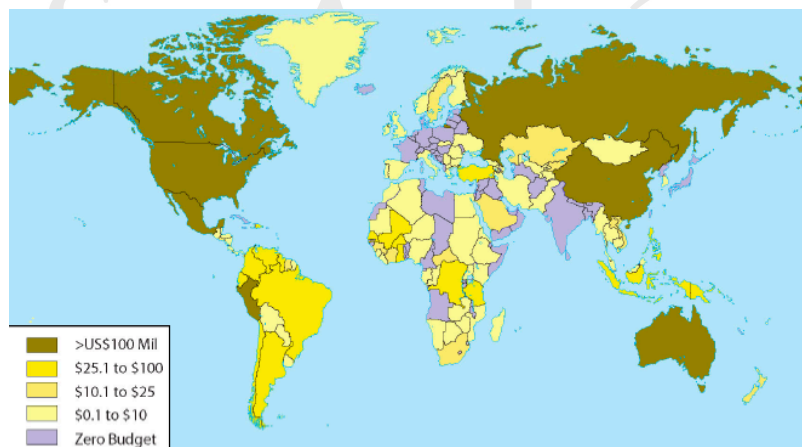 >US$100 Mil
$25.1 to $100
$10.1 to $25
$0.1 to $10
Zero Budget